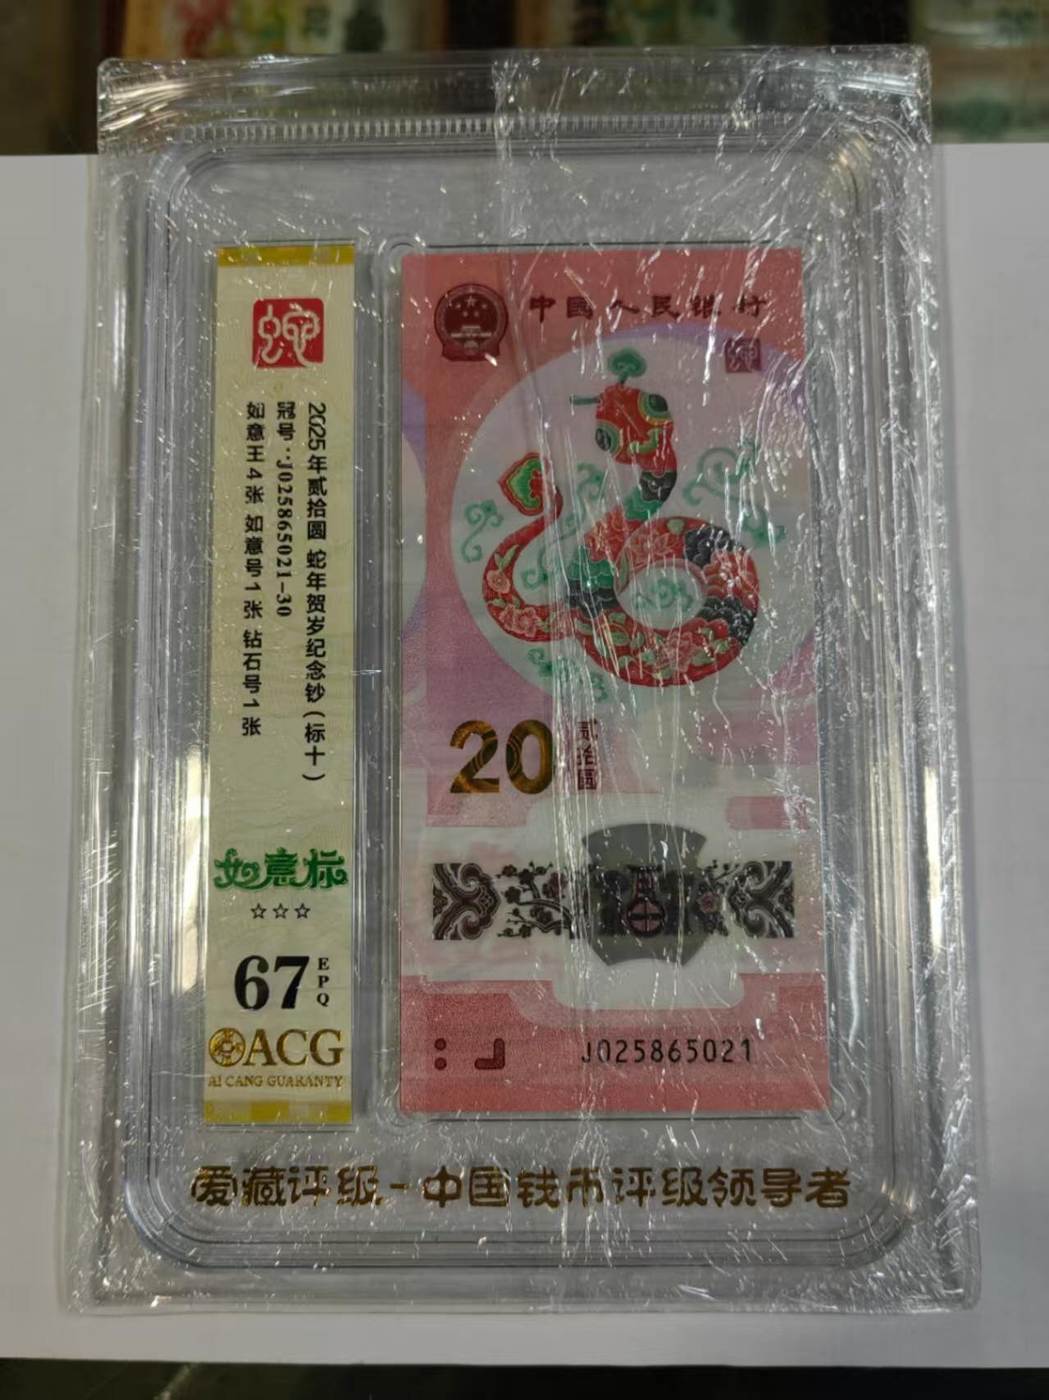 蛇
2025年贰拾圆 蛇年贺岁纪念钞(标十)
冠号:J025865021-30
如意王4张 如意号1张 钻石号1张
如意标
☆☆☆
67 EPQ
ACG
AI CANG GUARANTY
中国人民银行
20 贰拾圆
J025865021
爱藏评级-中国钱币评级领导者